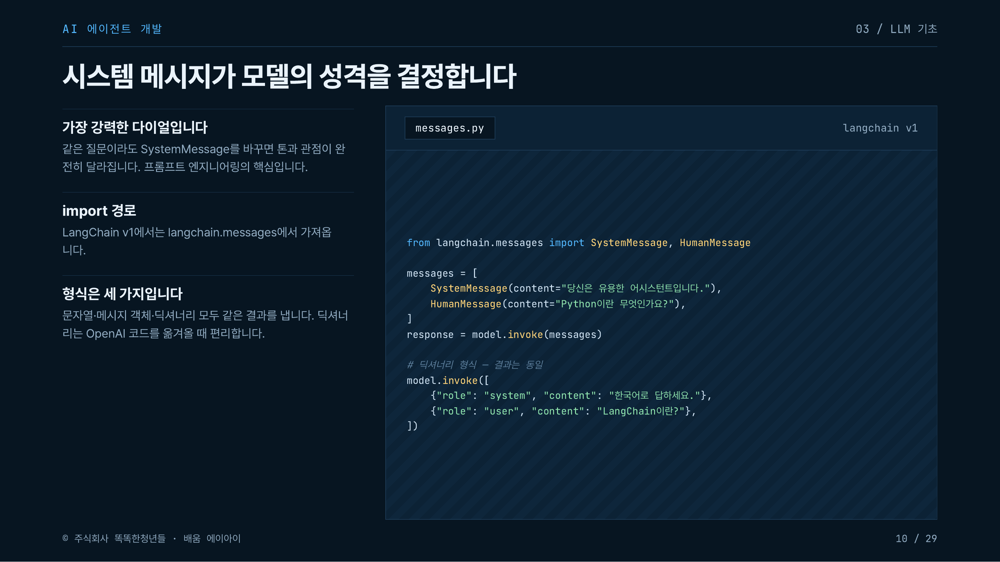 AI 에이전트 개발
03 / LLM 기초
시스템 메시지가 모델의 성격을 결정합니다
가장 강력한 다이얼입니다
같은 질문이라도 SystemMessage를 바꾸면 톤과 관점이 완
전히 달라집니다. 프롬프트 엔지니어링의 핵심입니다.
import 경로
LangChain v1에서는 langchain.messages에서 가져옵
니다.
형식은 세 가지입니다
문자열·메시지 객체·딕셔너리 모두 같은 결과를 냅니다. 딕셔너
리는 OpenAI 코드를 옮겨올 때 편리합니다.
messages.py
langchain v1
from langchain.messages import SystemMessage, HumanMessage
messages = [
    SystemMessage(content="당신은 유용한 어시스턴트입니다."),
    HumanMessage(content="Python이란 무엇인가요?"),
]
response = model.invoke(messages)
# 딕셔너리 형식 — 결과는 동일
model.invoke([
    {"role": "system", "content": "한국어로 답하세요."},
    {"role": "user", "content": "LangChain이란?"},
])
© 주식회사 똑똑한청년들 · 배움 에이아이
10 / 29